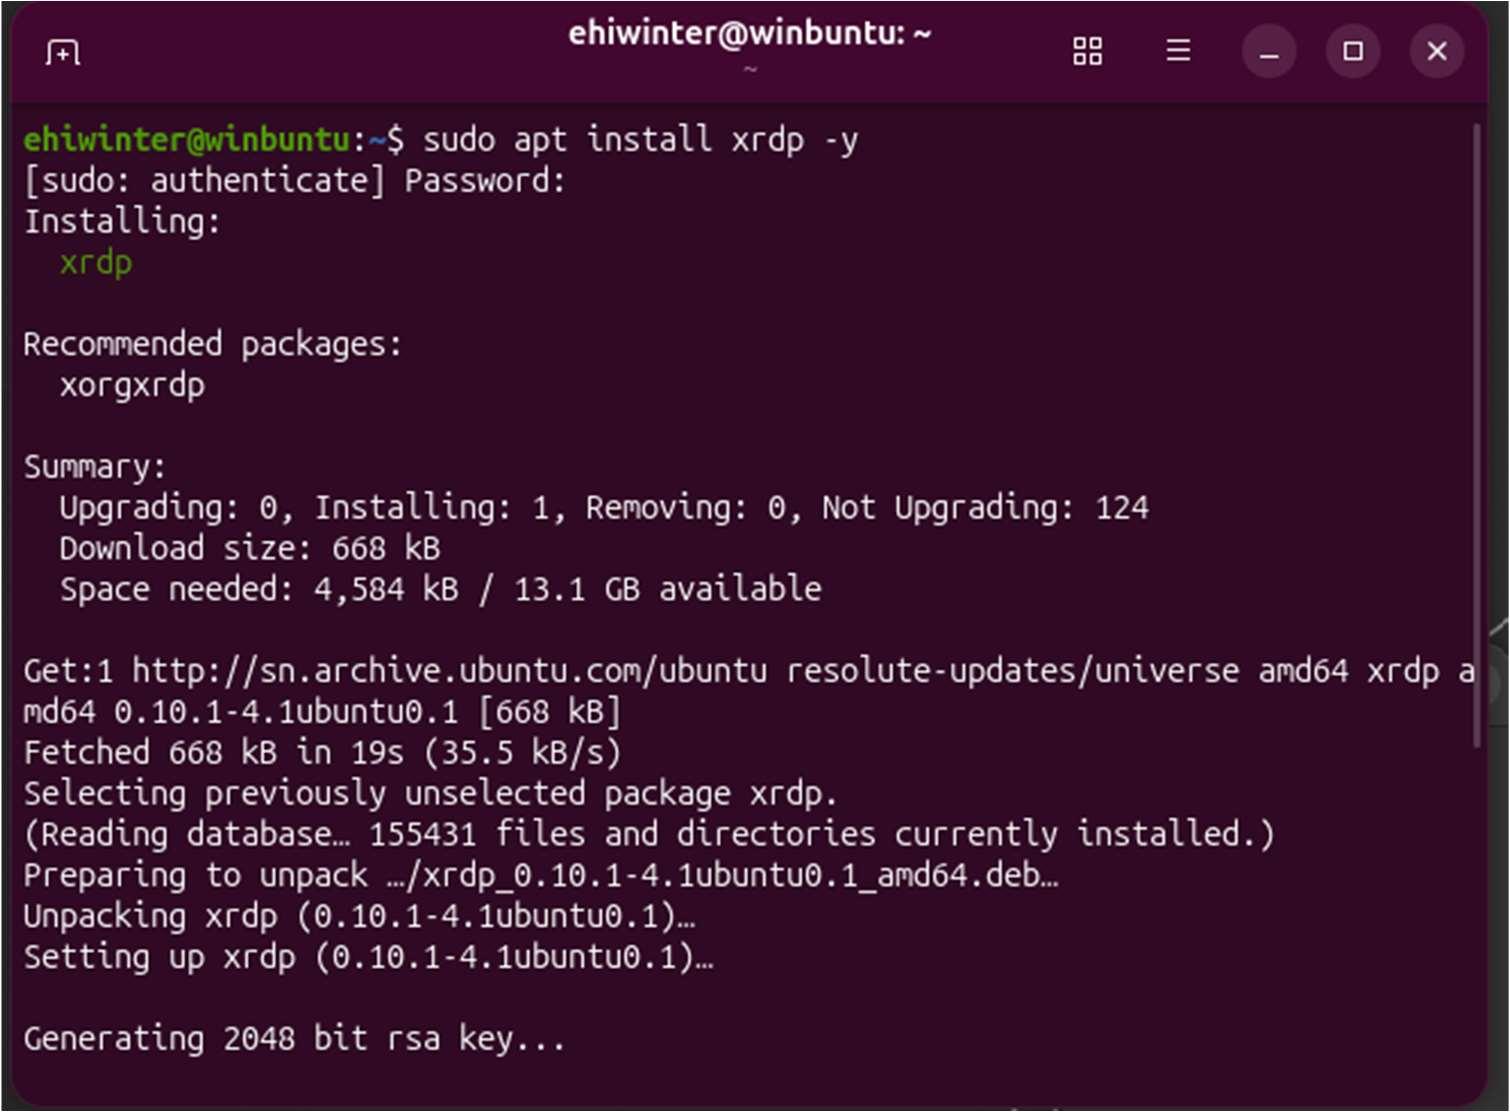 ehiwinter@winbuntu: ~
~
ehiwinter@winbuntu:~$ sudo apt install xrdp -y
[sudo: authenticate] Password:
Installing:
  xrdp

Recommended packages:
  xorgxrdp

Summary:
  Upgrading: 0, Installing: 1, Removing: 0, Not Upgrading: 124
  Download size: 668 kB
  Space needed: 4,584 kB / 13.1 GB available

Get:1 http://sn.archive.ubuntu.com/ubuntu resolute-updates/universe amd64 xrdp a
md64 0.10.1-4.1ubuntu0.1 [668 kB]
Fetched 668 kB in 19s (35.5 kB/s)
Selecting previously unselected package xrdp.
(Reading database… 155431 files and directories currently installed.)
Preparing to unpack …/xrdp_0.10.1-4.1ubuntu0.1_amd64.deb…
Unpacking xrdp (0.10.1-4.1ubuntu0.1)…
Setting up xrdp (0.10.1-4.1ubuntu0.1)…

Generating 2048 bit rsa key...